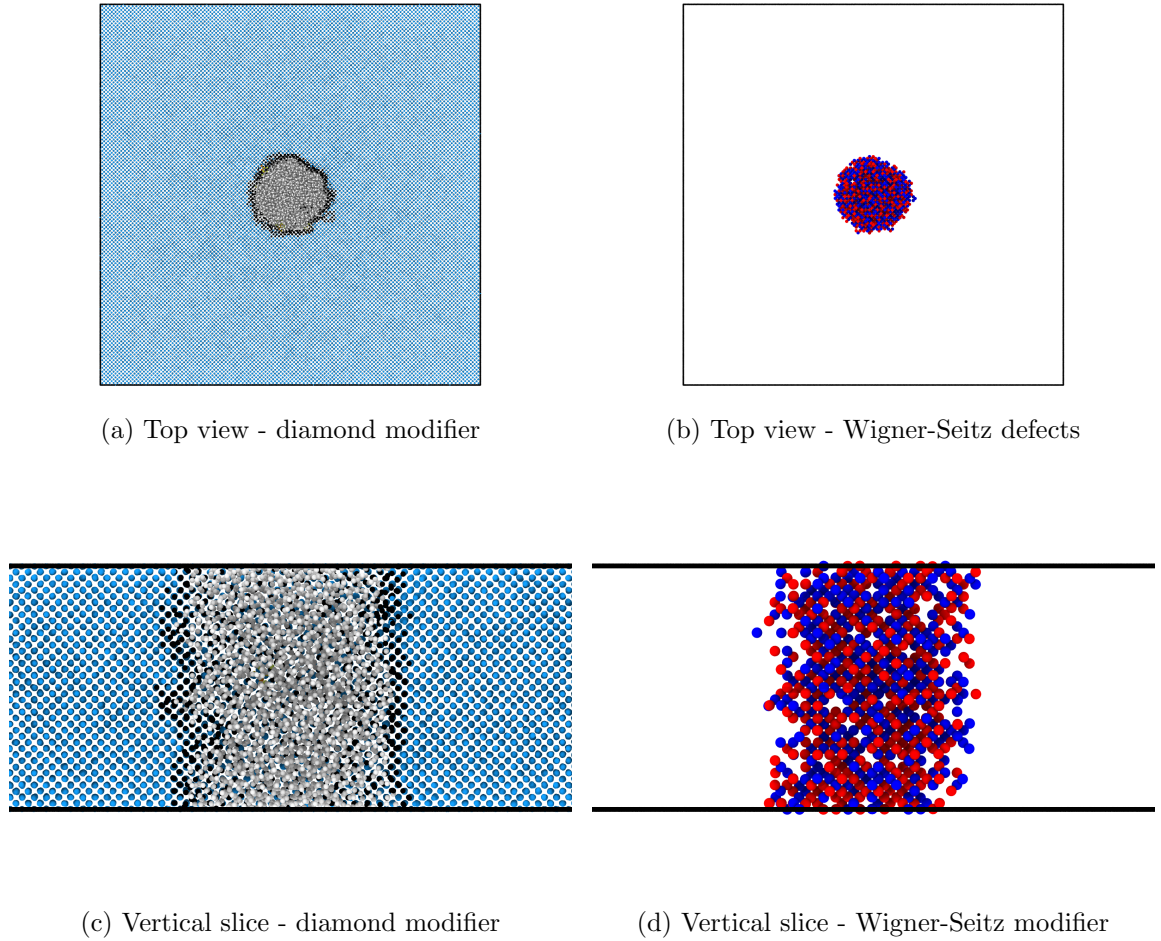 (a) Top view - diamond modifier
(b) Top view - Wigner-Seitz defects
(c) Vertical slice - diamond modifier
(d) Vertical slice - Wigner-Seitz modifier